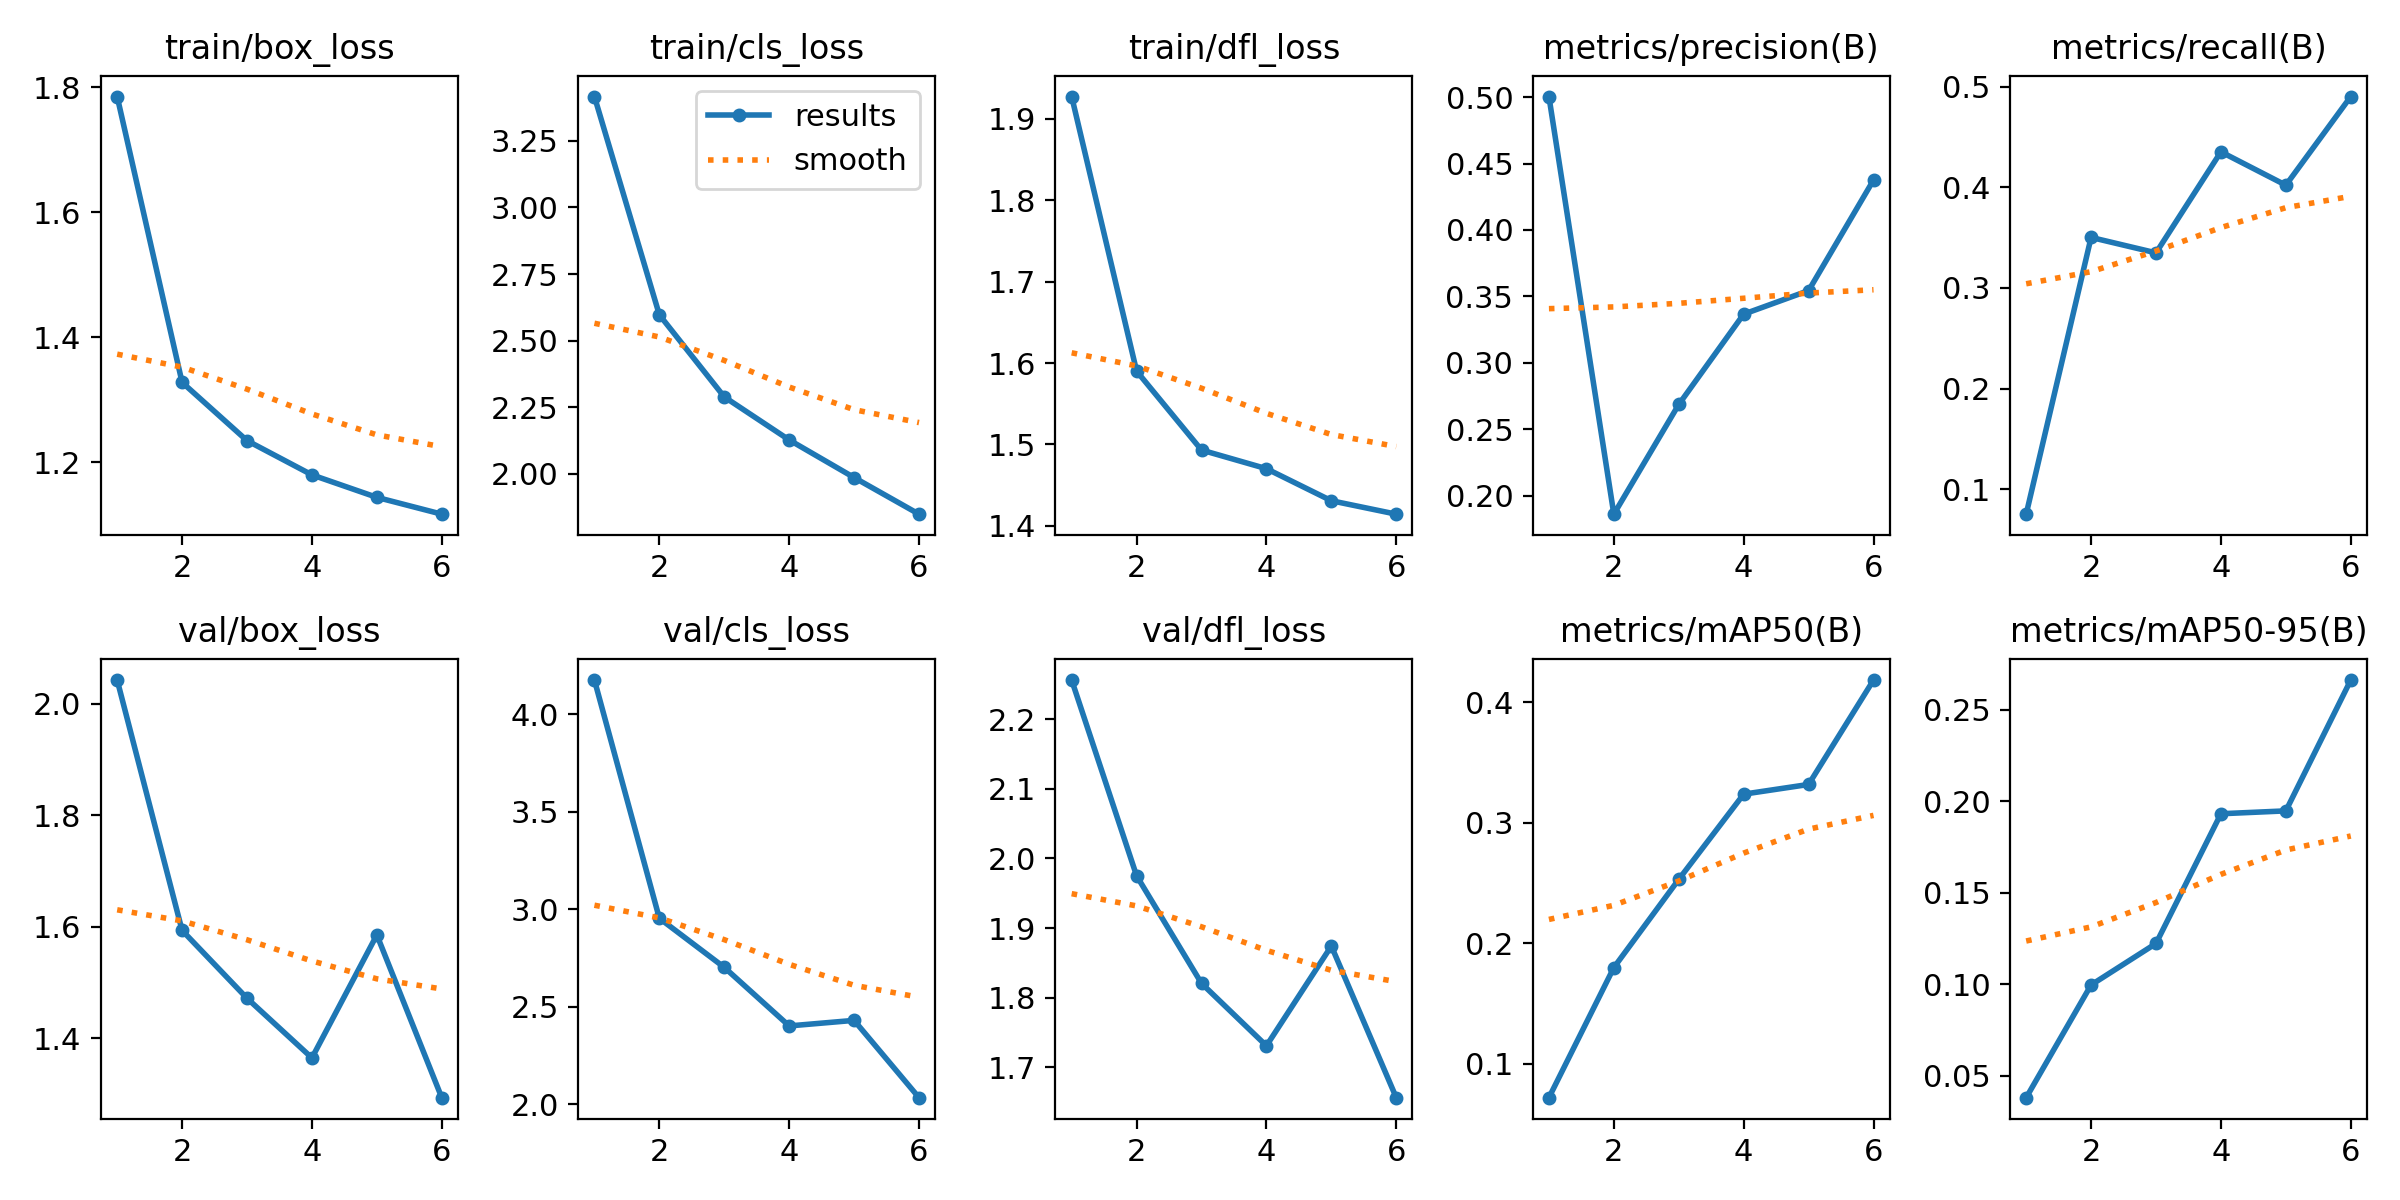 train/box_loss
1.8
1.6
1.4
1.2
2 4 6
train/cls_loss
results
smooth
3.25
3.00
2.75
2.50
2.25
2.00
2 4 6
train/dfl_loss
1.9
1.8
1.7
1.6
1.5
1.4
2 4 6
metrics/precision(B)
0.50
0.45
0.40
0.35
0.30
0.25
0.20
2 4 6
metrics/recall(B)
0.5
0.4
0.3
0.2
0.1
2 4 6
val/box_loss
2.0
1.8
1.6
1.4
2 4 6
val/cls_loss
4.0
3.5
3.0
2.5
2.0
2 4 6
val/dfl_loss
2.2
2.1
2.0
1.9
1.8
1.7
2 4 6
metrics/mAP50(B)
0.4
0.3
0.2
0.1
2 4 6
metrics/mAP50-95(B)
0.25
0.20
0.15
0.10
0.05
2 4 6